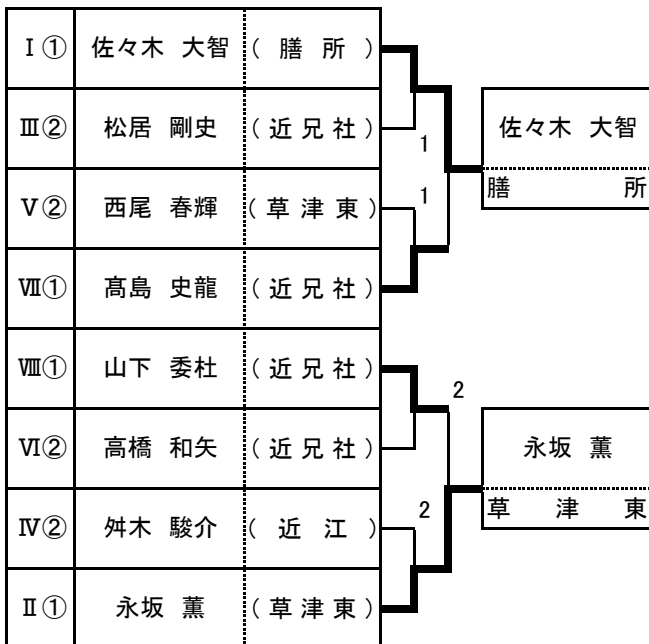 Ⅰ① 佐々木 大智 (膳所)
Ⅲ② 松居 剛史 (近兄社)
1
佐々木 大智
Ⅴ② 西尾 春輝 (草津東)
1
膳所
Ⅶ① 髙島 史龍 (近兄社)
Ⅷ① 山下 委杜 (近兄社)
2
Ⅵ② 高橋 和矢 (近兄社)
永坂 薫
Ⅳ② 舛木 駿介 (近江)
2
草津東
Ⅱ① 永坂 薫 (草津東)